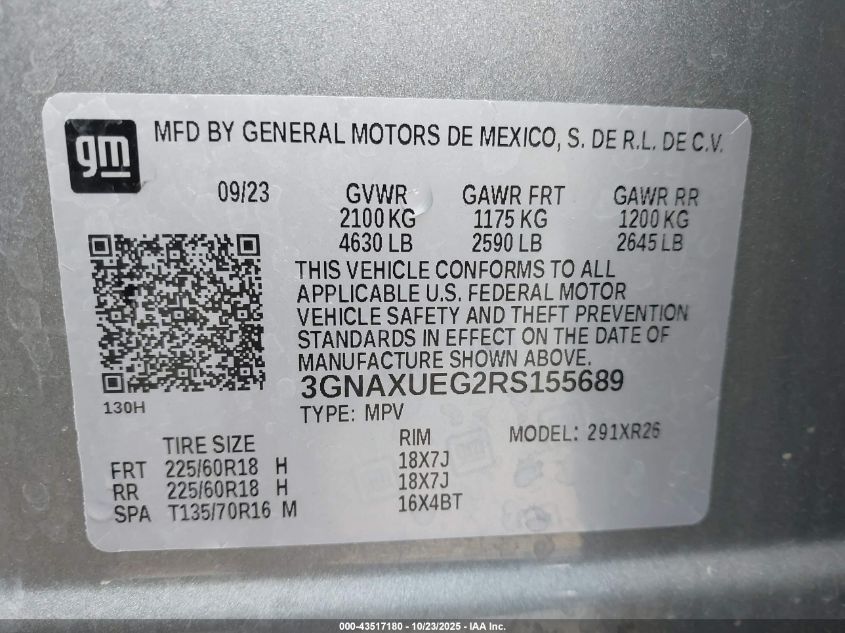 gm
MFD BY GENERAL MOTORS DE MEXICO, S. DE R.L. DE C.V.
09/23 GVWR GAWR FRT GAWR RR
2100 KG 1175 KG 1200 KG
4630 LB 2590 LB 2645 LB
THIS VEHICLE CONFORMS TO ALL
APPLICABLE U.S. FEDERAL MOTOR
VEHICLE SAFETY AND THEFT PREVENTION
STANDARDS IN EFFECT ON THE DATE OF
MANUFACTURE SHOWN ABOVE.
3GNAXUEG2RS155689
130H
TYPE: MPV
TIRE SIZE RIM MODEL: 291XR26
FRT 225/60R18 H 18X7J
RR 225/60R18 H 18X7J
SPA T135/70R16 M 16X4BT
000-43517180 - 10/23/2025 - IAA Inc.